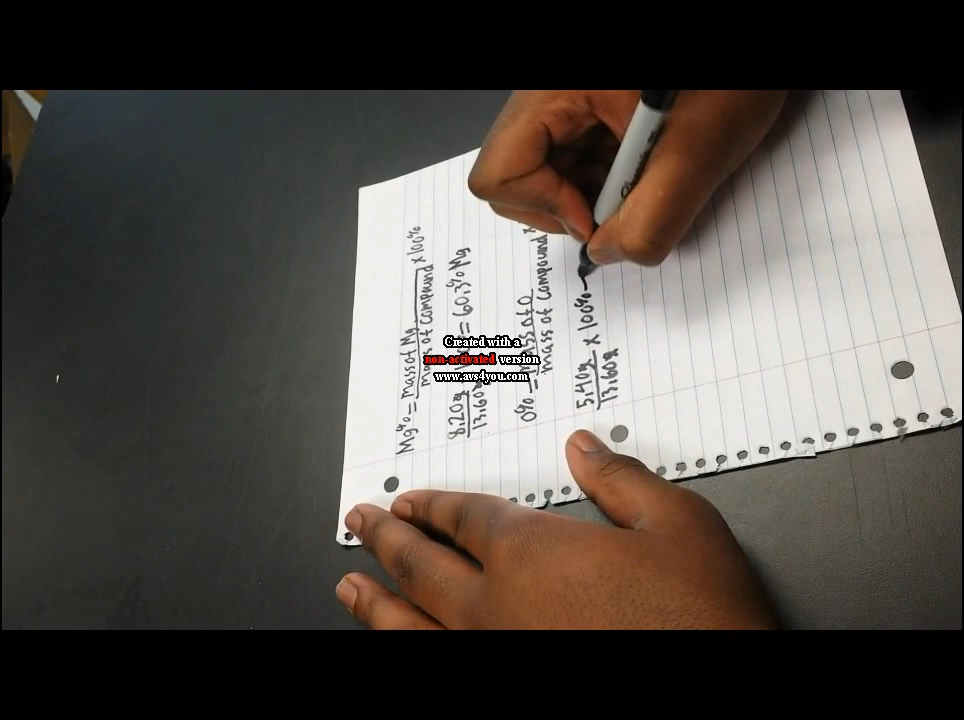 Mg% = mass of Mg / mass of compound x 100%
8.20g / 13.60 = 60.3% Mg
O% = mass of O / mass of compound x
5.40g / 13.60g x 100%
Created with a
non-activated version
www.avs4you.com